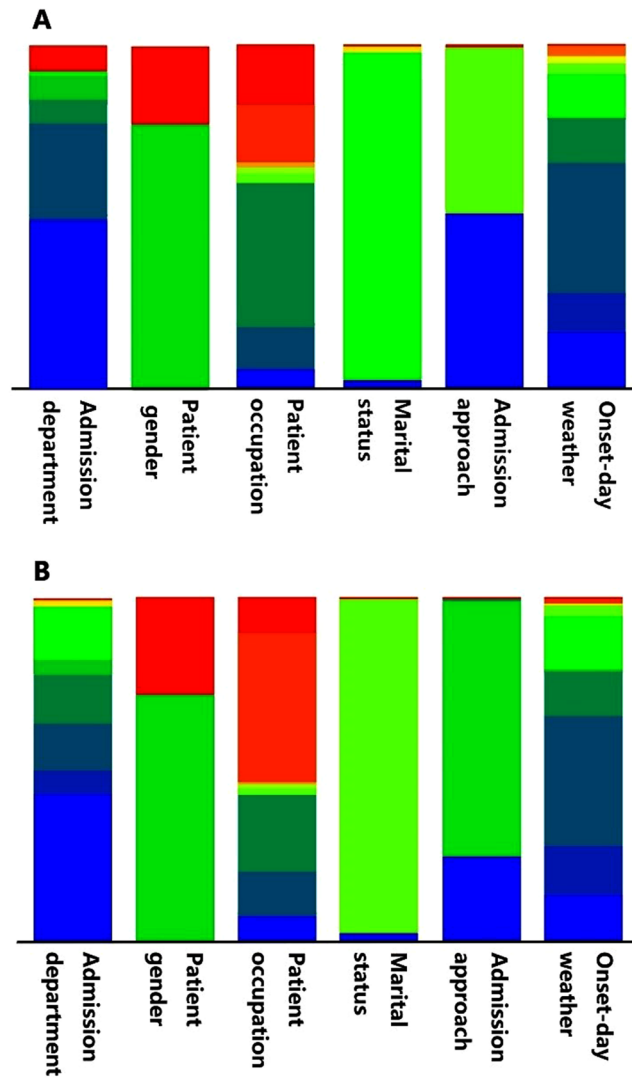 A
Admission
department
Patient
gender
Patient
occupation
Marital
status
Admission
approach
Onset-day
weather
B
Admission
department
Patient
gender
Patient
occupation
Marital
status
Admission
approach
Onset-day
weather